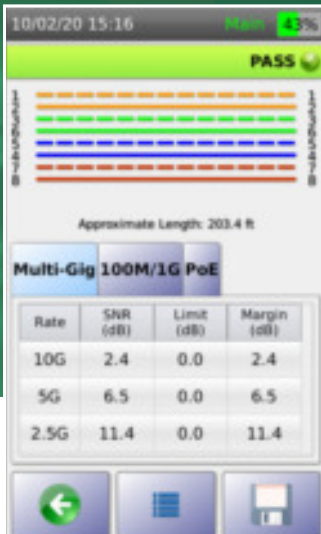 10/02/20 15:16 Main 43%
PASS
1 1
2 2
3 3
6 6
5 5
4 4
7 7
8 8
Approximate Length: 203.4 ft
Multi-Gig 100M/1G PoE
Rate SNR (dB) Limit (dB) Margin (dB)
10G 2.4 0.0 2.4
5G 6.5 0.0 6.5
2.5G 11.4 0.0 11.4